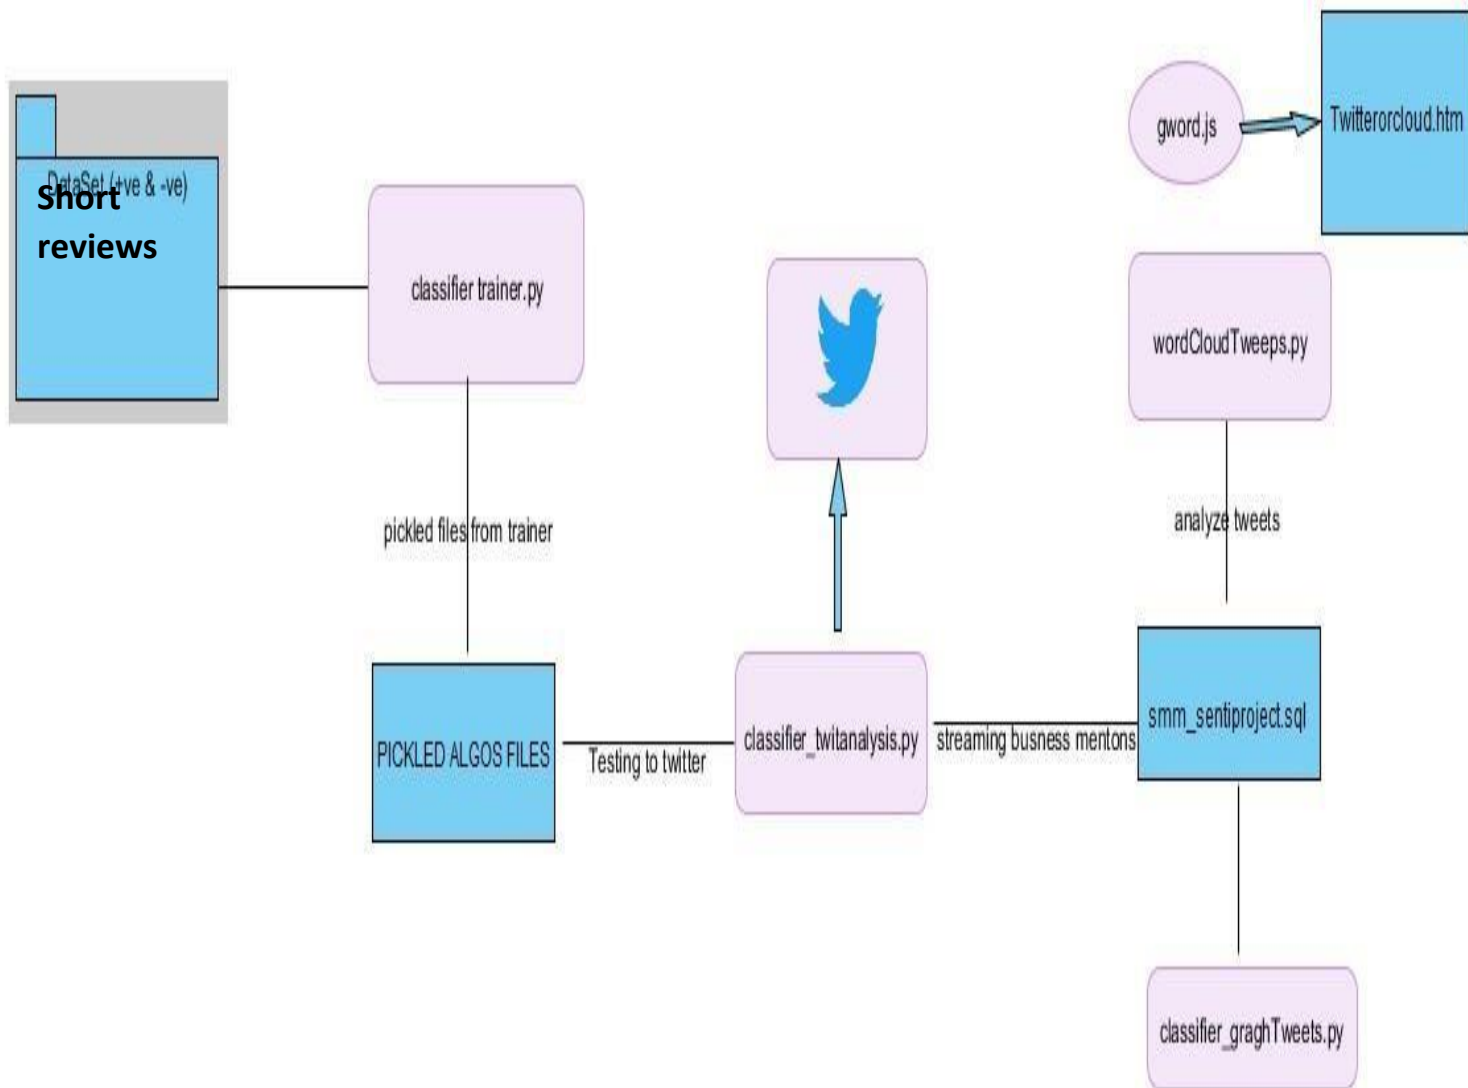 DataSet (+ve & -ve)
Short
reviews
classifier trainer.py
pickled files from trainer
PICKLED ALGOS FILES
Testing to twitter
classifier_twitanalysis.py
streaming busness mentons
gword.js
Twitterorcloud.htm
wordCloudTweeps.py
analyze tweets
smm_sentiproject.sql
classifier_graghTweets.py